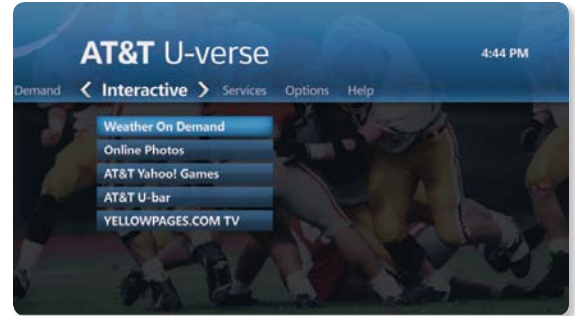 AT&T U-verse
4:44 PM
Demand < Interactive > Services Options Help
Weather On Demand
Online Photos
AT&T Yahoo! Games
AT&T U-bar
YELLOWPAGES.COM TV